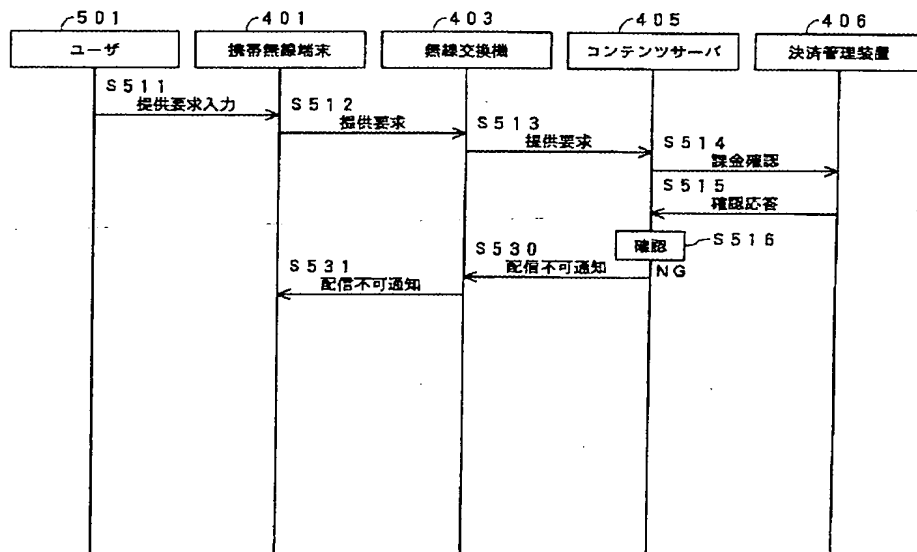 501
401
403
405
406
ユーザ
携帯無線端末
無線交換機
コンテンツサーバ
決済管理装置
S511
提供要求入力
S512
提供要求
S513
提供要求
S514
課金確認
S515
確認応答
確認
S516
NG
S530
配信不可通知
S531
配信不可通知